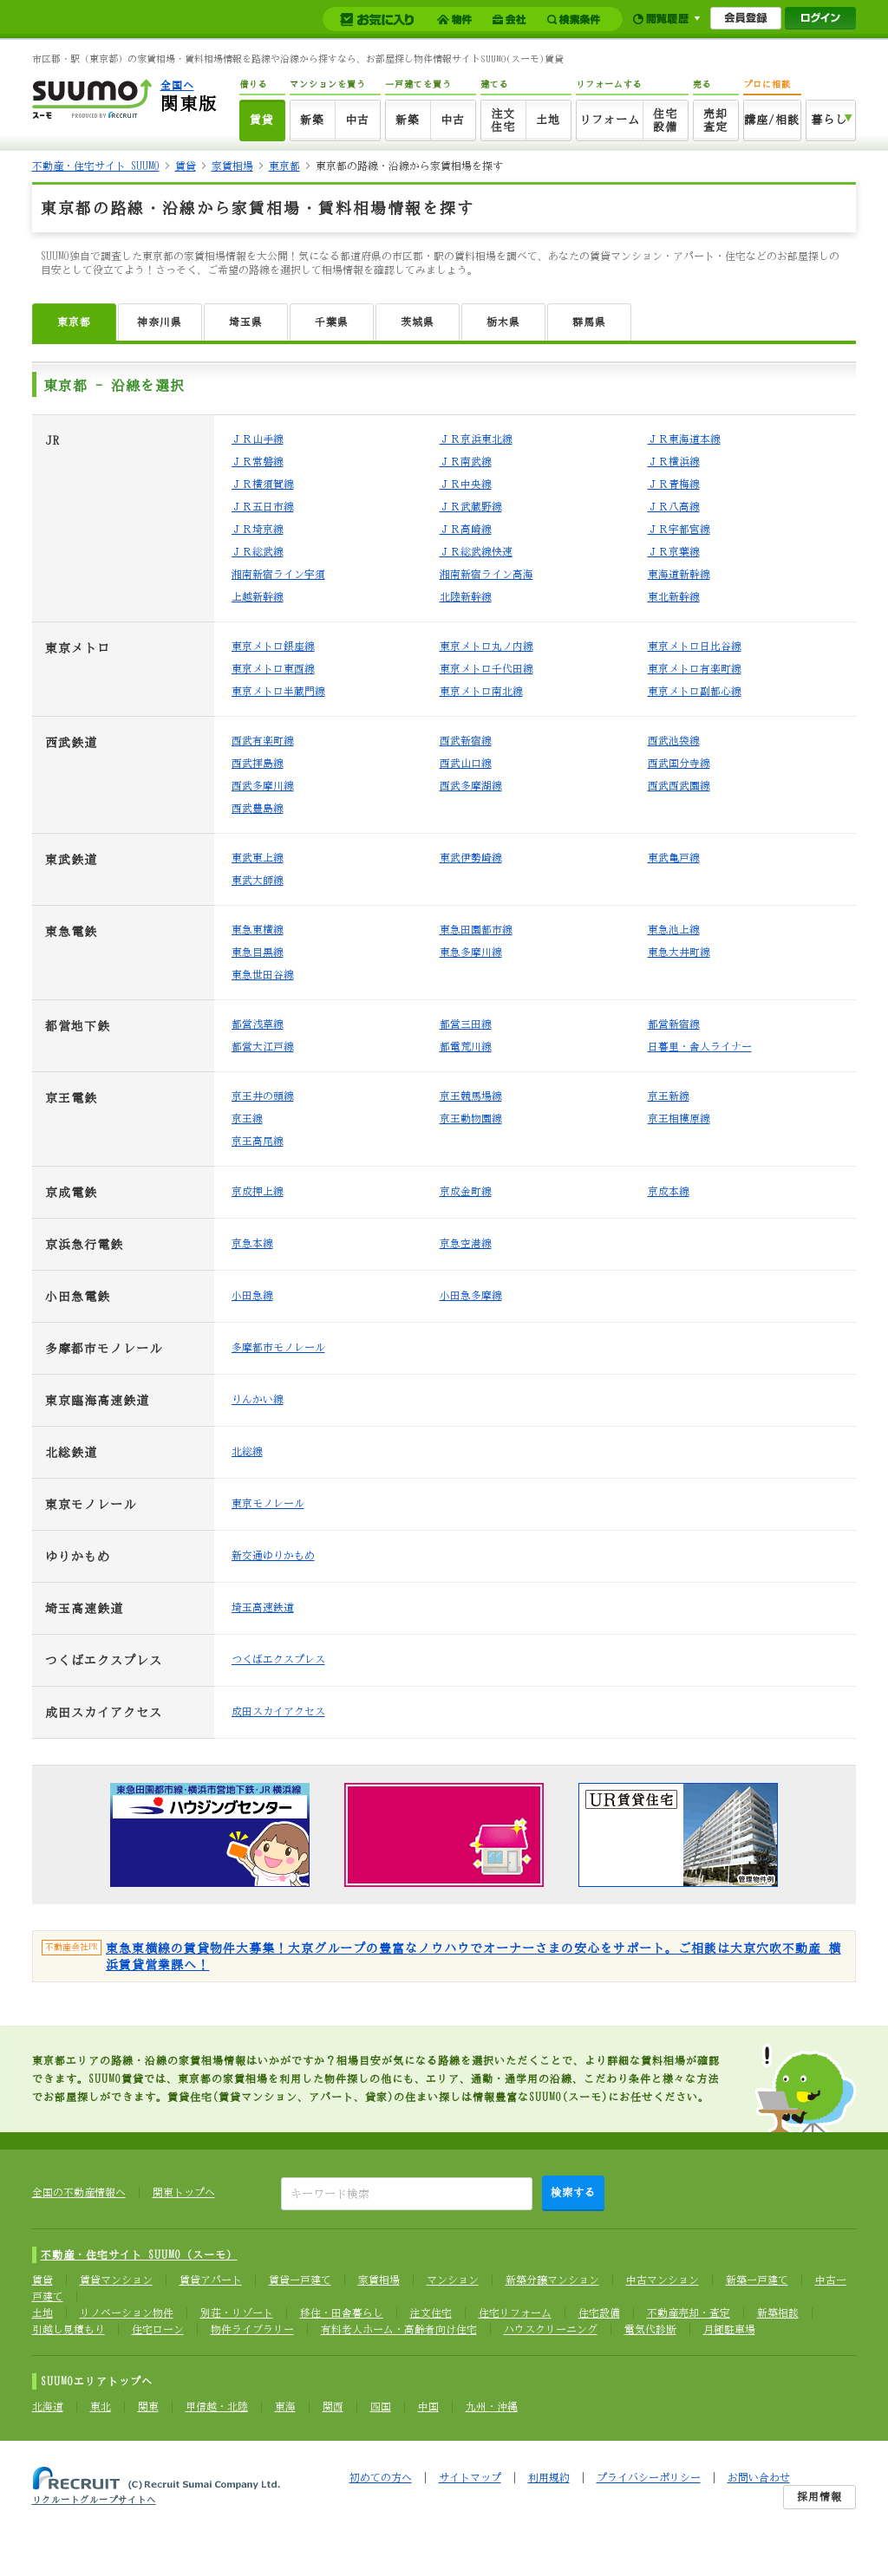 お気に入り 物件 会社 検索条件 閲覧履歴 会員登録 ログイン
市区郡・駅（東京都）の家賃相場・賃料相場情報を路線や沿線から探すなら、お部屋探し物件情報サイトSUUMO(スーモ)賃貸
SUUMO
スーモ PRODUCED BY RECRUIT
全国へ
関東版
借りる マンションを買う 一戸建てを買う 建てる リフォームする 売る プロに相談
賃貸 新築 中古 新築 中古 注文住宅 土地 リフォーム 住宅設備 売却査定 講座/相談 暮らし
不動産・住宅サイト SUUMO > 賃貸 > 家賃相場 > 東京都 > 東京都の路線・沿線から家賃相場を探す
東京都の路線・沿線から家賃相場・賃料相場情報を探す
SUUMO独自で調査した東京都の家賃相場情報を大公開！気になる都道府県の市区郡・駅の賃料相場を調べて、あなたの賃貸マンション・アパート・住宅などのお部屋探しの
目安として役立てよう！さっそく、ご希望の路線を選択して相場情報を確認してみましょう。
東京都 神奈川県 埼玉県 千葉県 茨城県 栃木県 群馬県
東京都 － 沿線を選択
JR
ＪＲ山手線 ＪＲ京浜東北線 ＪＲ東海道本線
ＪＲ常磐線 ＪＲ南武線 ＪＲ横浜線
ＪＲ横須賀線 ＪＲ中央線 ＪＲ青梅線
ＪＲ五日市線 ＪＲ武蔵野線 ＪＲ八高線
ＪＲ埼京線 ＪＲ高崎線 ＪＲ宇都宮線
ＪＲ総武線 ＪＲ総武線快速 ＪＲ京葉線
湘南新宿ライン宇須 湘南新宿ライン高海 東海道新幹線
上越新幹線 北陸新幹線 東北新幹線
東京メトロ
東京メトロ銀座線 東京メトロ丸ノ内線 東京メトロ日比谷線
東京メトロ東西線 東京メトロ千代田線 東京メトロ有楽町線
東京メトロ半蔵門線 東京メトロ南北線 東京メトロ副都心線
西武鉄道
西武有楽町線 西武新宿線 西武池袋線
西武拝島線 西武山口線 西武国分寺線
西武多摩川線 西武多摩湖線 西武西武園線
西武豊島線
東武鉄道
東武東上線 東武伊勢崎線 東武亀戸線
東武大師線
東急電鉄
東急東横線 東急田園都市線 東急池上線
東急目黒線 東急多摩川線 東急大井町線
東急世田谷線
都営地下鉄
都営浅草線 都営三田線 都営新宿線
都営大江戸線 都電荒川線 日暮里・舎人ライナー
京王電鉄
京王井の頭線 京王競馬場線 京王新線
京王線 京王動物園線 京王相模原線
京王高尾線
京成電鉄
京成押上線 京成金町線 京成本線
京浜急行電鉄
京急本線 京急空港線
小田急電鉄
小田急線 小田急多摩線
多摩都市モノレール
多摩都市モノレール
東京臨海高速鉄道
りんかい線
北総鉄道
北総線
東京モノレール
東京モノレール
ゆりかもめ
新交通ゆりかもめ
埼玉高速鉄道
埼玉高速鉄道
つくばエクスプレス
つくばエクスプレス
成田スカイアクセス
成田スカイアクセス
東急田園都市線・横浜市営地下鉄・JR横浜線
ハウジングセンター
UR賃貸住宅
管理物件例
不動産会社PR
東急東横線の賃貸物件大募集！大京グループの豊富なノウハウでオーナーさまの安心をサポート。ご相談は大京穴吹不動産 横
浜賃貸営業課へ！
東京都エリアの路線・沿線の家賃相場情報はいかがですか？相場目安が気になる路線を選択いただくことで、より詳細な賃料相場が確認
できます。SUUMO賃貸では、東京都の家賃相場を利用した物件探しの他にも、エリア、通勤・通学用の沿線、こだわり条件と様々な方法
でお部屋探しができます。賃貸住宅(賃貸マンション、アパート、貸家)の住まい探しは情報豊富なSUUMO(スーモ)にお任せください。
全国の不動産情報へ 関東トップへ キーワード検索 検索する
不動産・住宅サイト SUUMO（スーモ）
賃貸 賃貸マンション 賃貸アパート 賃貸一戸建て 家賃相場 マンション 新築分譲マンション 中古マンション 新築一戸建て 中古一
戸建て
土地 リノベーション物件 別荘・リゾート 移住・田舎暮らし 注文住宅 住宅リフォーム 住宅設備 不動産売却・査定 新築相談
引越し見積もり 住宅ローン 物件ライブラリー 有料老人ホーム・高齢者向け住宅 ハウスクリーニング 電気代診断 月極駐車場
SUUMOエリアトップへ
北海道 東北 関東 甲信越・北陸 東海 関西 四国 中国 九州・沖縄
RECRUIT (C) Recruit Sumai Company Ltd.
リクルートグループサイトへ
初めての方へ | サイトマップ | 利用規約 | プライバシーポリシー | お問い合わせ
採用情報